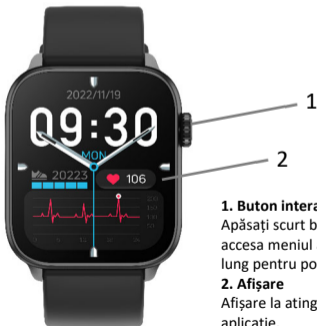 2022/11/19
1
09:30
MON
2
20223
106
1. Buton intera
Apăsați scurt b
accesa meniul
lung pentru po
2. Afișare
Afișare la ating
aplicație